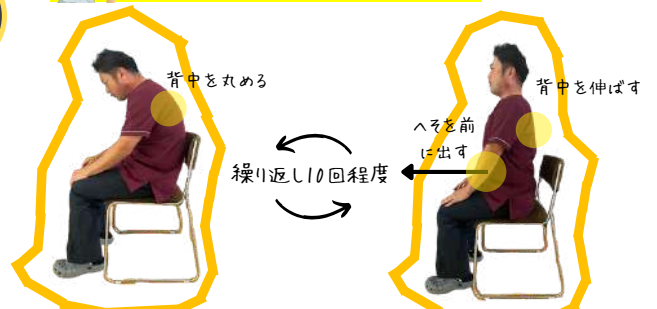 背中を丸める
背中を伸ばす
へそを前
に出す
繰り返し10回程度